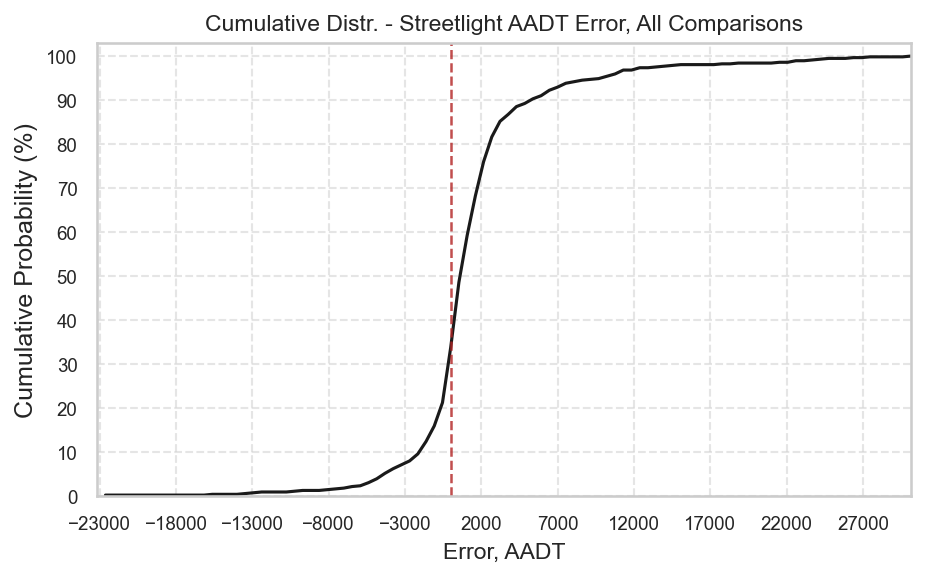 Cumulative Distr. - Streetlight AADT Error, All Comparisons
Cumulative Probability (%)
100
90
80
70
60
50
40
30
20
10
0
−23000 −18000 −13000 −8000 −3000 2000 7000 12000 17000 22000 27000
Error, AADT